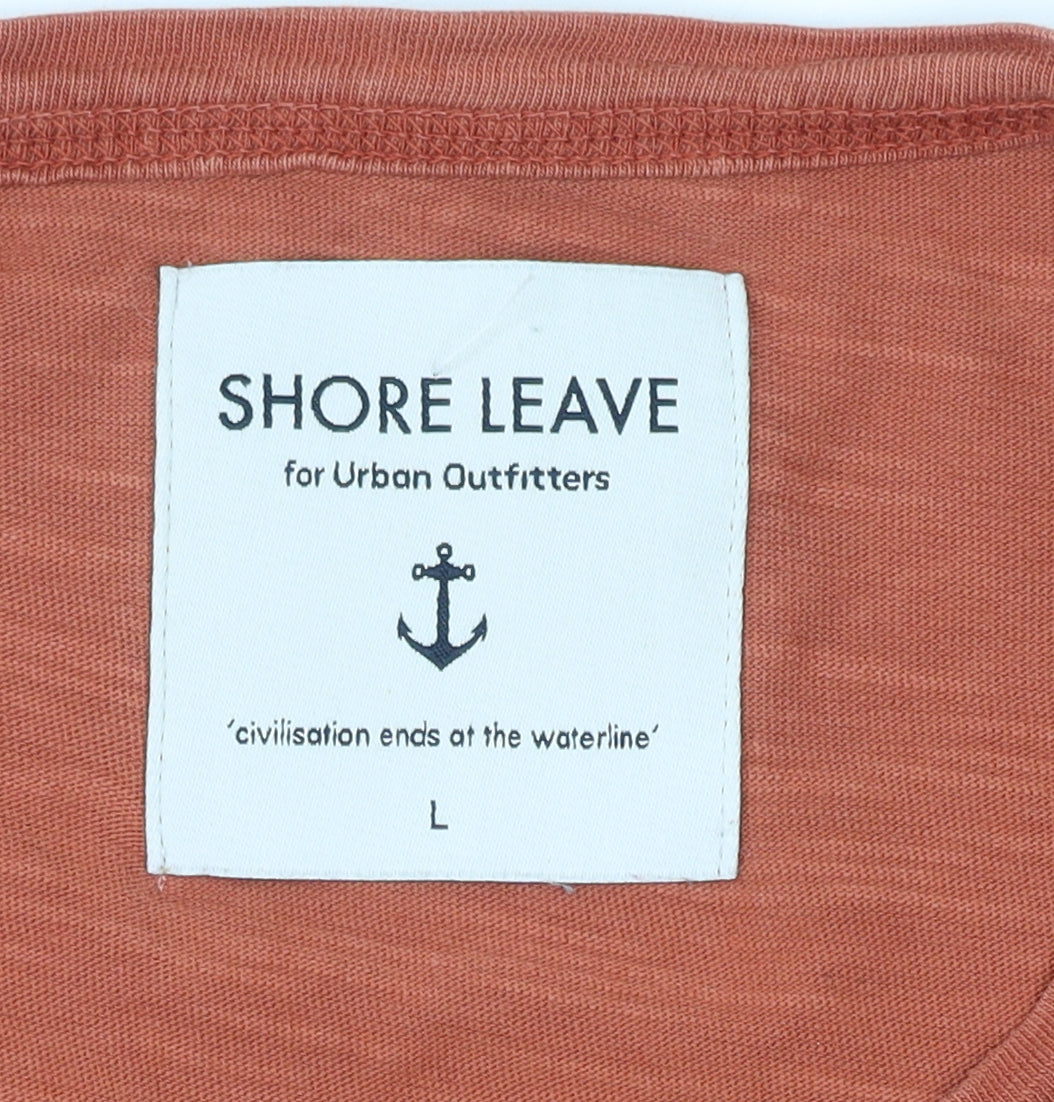 SHORE LEAVE
for Urban Outfitters
‘civilisation ends at the waterline’
L